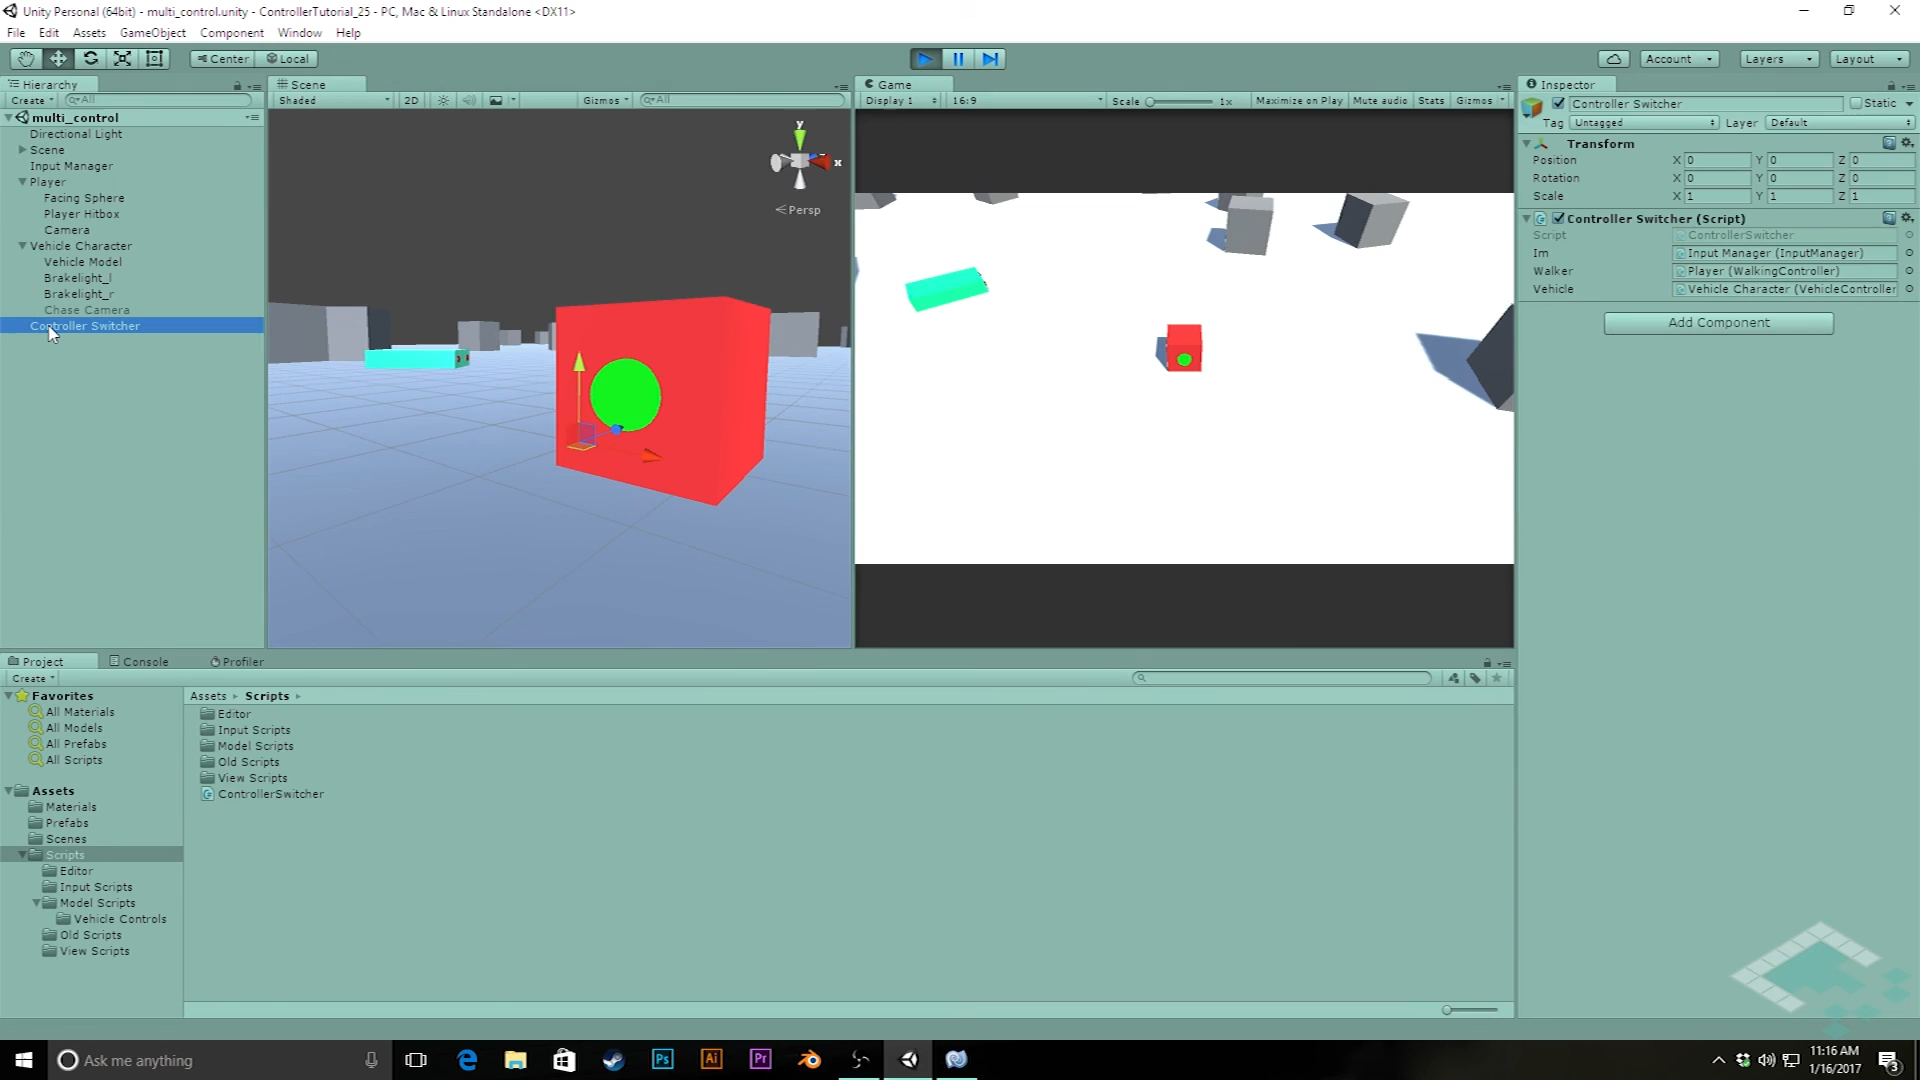 Unity Personal (64bit) - multi_control.unity - ControllerTutorial_25 - PC, Mac & Linux Standalone <DX11>
File Edit Assets GameObject Component Window Help
Center Local Account Layers Layout
Hierarchy
Create All
multi_control
Directional Light
Scene
Input Manager
Player
Facing Sphere
Player Hitbox
Camera
Vehicle Character
Vehicle Model
Brakelight_l
Brakelight_r
Chase Camera
Controller Switcher
Scene
Shaded 2D Gizmos All
y
x
Persp
Game
Display 1 16:9 Scale 1x Maximize on Play Mute audio Stats Gizmos
Inspector
Controller Switcher Static
Tag Untagged Layer Default
Transform
Position X 0 Y 0 Z 0
Rotation X 0 Y 0 Z 0
Scale X 1 Y 1 Z 1
Controller Switcher (Script)
Script ControllerSwitcher
Im Input Manager (InputManager)
Walker Player (WalkingController)
Vehicle Vehicle Character (VehicleController
Add Component
Project Console Profiler
Create
Favorites
All Materials
All Models
All Prefabs
All Scripts
Assets
Materials
Prefabs
Scenes
Scripts
Editor
Input Scripts
Model Scripts
Vehicle Controls
Old Scripts
View Scripts
Assets Scripts
Editor
Input Scripts
Model Scripts
Old Scripts
View Scripts
ControllerSwitcher
Ask me anything
Ps Ai Pr
11:16 AM
1/16/2017
3